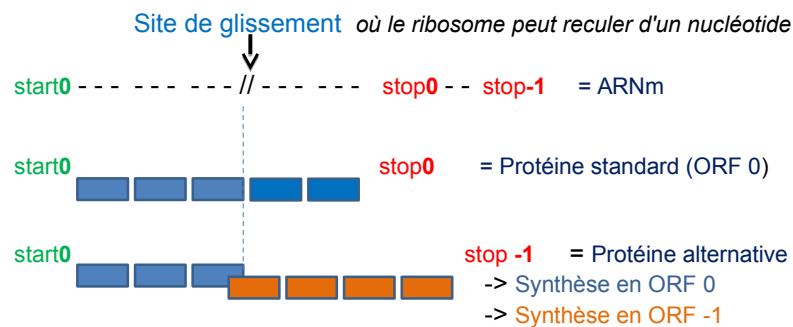 Site de glissement où le ribosome peut reculer d'un nucléotide
start0 - - - - - - - - - - // - - - - - - - - stop0 - - stop-1 = ARNm
start0 stop0 = Protéine standard (ORF 0)
start0 stop -1 = Protéine alternative
-> Synthèse en ORF 0
-> Synthèse en ORF -1